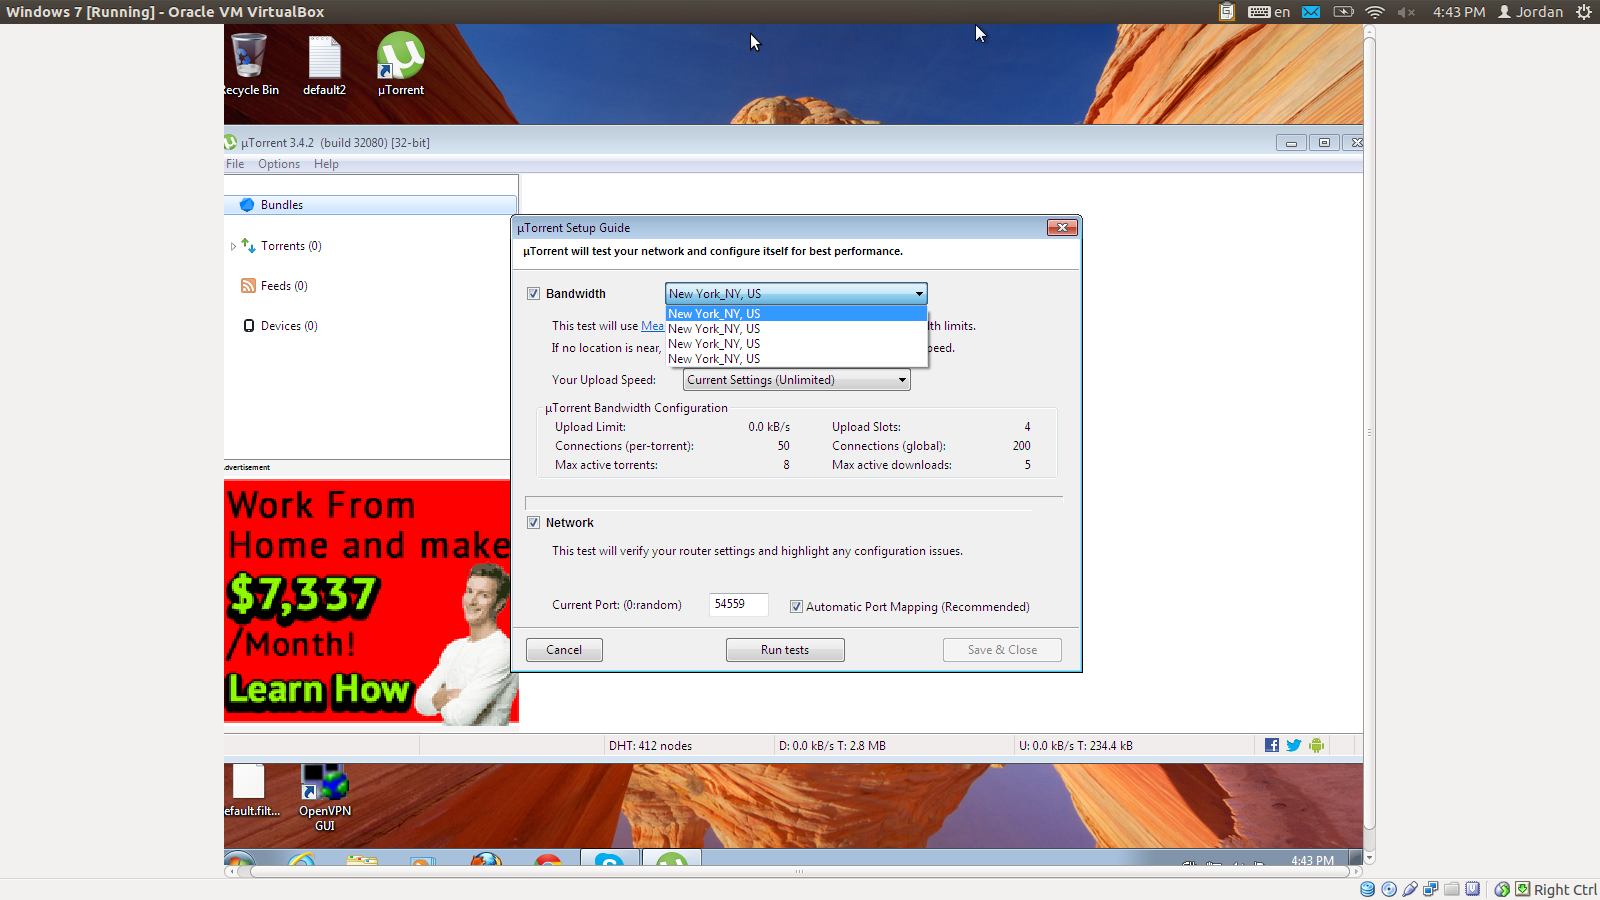 Windows 7 [Running] - Oracle VM VirtualBox
en
4:43 PM
Jordan
ecycle Bin
default2
µTorrent
µTorrent 3.4.2 (build 32080) [32-bit]
File Options Help
Bundles
Torrents (0)
Feeds (0)
Devices (0)
µTorrent Setup Guide
µTorrent will test your network and configure itself for best performance.
Bandwidth
New York_NY, US
New York_NY, US
New York_NY, US
New York_NY, US
New York_NY, US
This test will use Mea
th limits.
If no location is near,
peed.
Your Upload Speed:
Current Settings (Unlimited)
µTorrent Bandwidth Configuration
Upload Limit: 0.0 kB/s Upload Slots: 4
Connections (per-torrent): 50 Connections (global): 200
Max active torrents: 8 Max active downloads: 5
Network
This test will verify your router settings and highlight any configuration issues.
Current Port: (0:random) 54559 Automatic Port Mapping (Recommended)
Cancel Run tests Save & Close
dvertisement
Work From
Home and make
$7,337
/Month!
Learn How
DHT: 412 nodes
D: 0.0 kB/s T: 2.8 MB
U: 0.0 kB/s T: 234.4 kB
efault.filt...
OpenVPN
GUI
4:43 PM
Right Ctrl